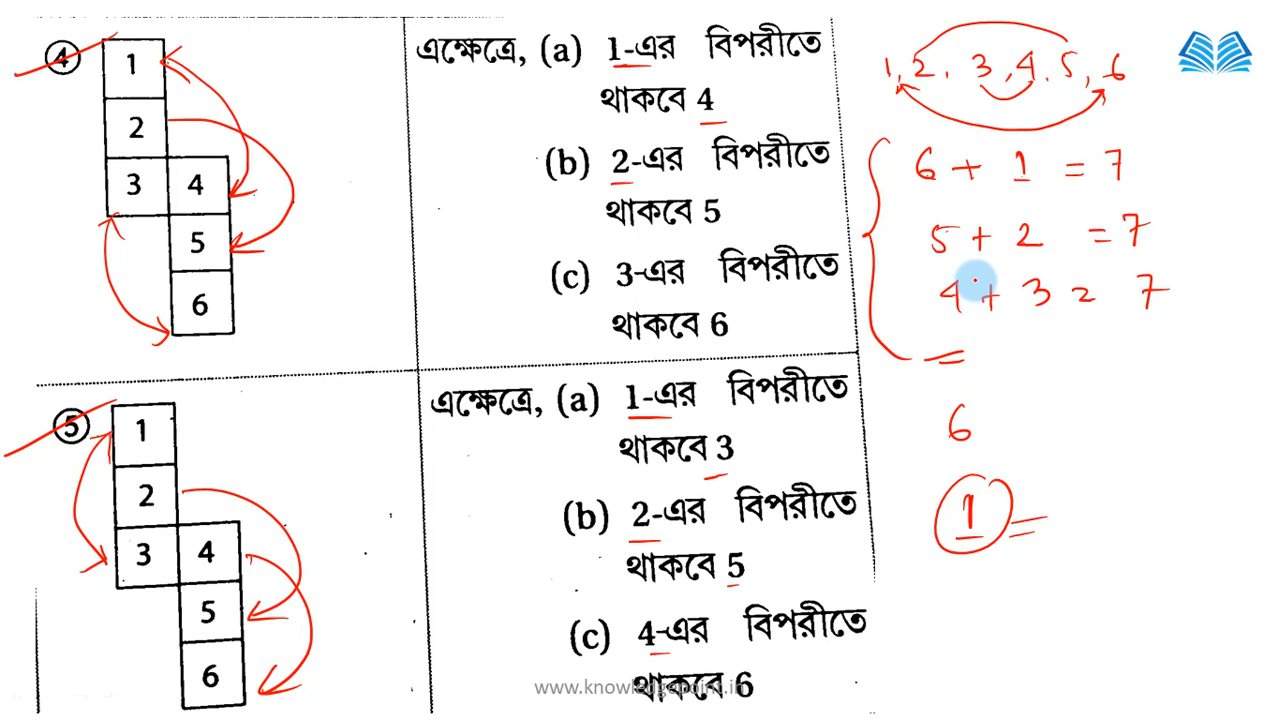 ④
1
2
3 4
5
6
এক্ষেত্রে, (a) 1-এর বিপরীতে
থাকবে 4
(b) 2-এর বিপরীতে
থাকবে 5
(c) 3-এর বিপরীতে
থাকবে 6
⑤
1
2
3 4
5
6
এক্ষেত্রে, (a) 1-এর বিপরীতে
থাকবে 3
(b) 2-এর বিপরীতে
থাকবে 5
(c) 4-এর বিপরীতে
থাকবে 6
1, 2, 3, 4, 5, 6
6 + 1 = 7
5 + 2 = 7
4 + 3 = 7
=
6
1 =
www.knowledgepoint.in